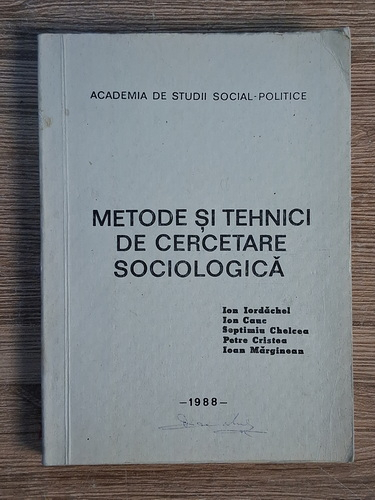 ACADEMIA DE STUDII SOCIAL-POLITICE
METODE ȘI TEHNICI
DE CERCETARE
SOCIOLOGICĂ
Ion Iordăchel
Ion Cauc
Septimiu Chelcea
Petre Cristea
Ioan Mărginean
—1988—